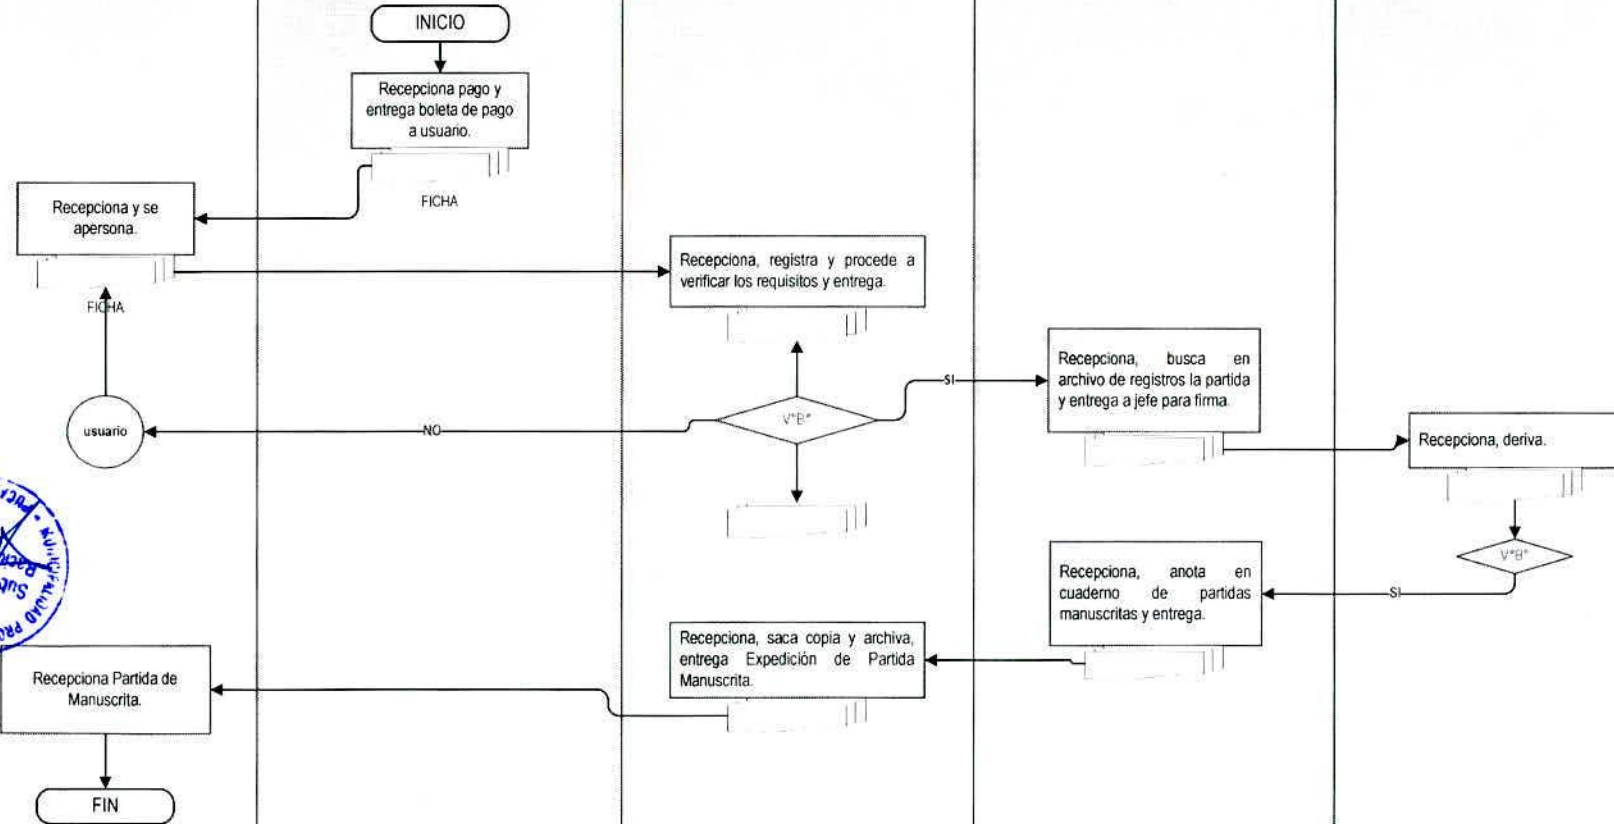 INICIO
Recepciona pago y
entrega boleta de pago
a usuario.
FICHA
Recepciona y se
apersona.
FICHA
Recepciona, registra y procede a
verificar los requisitos y entrega.
Recepciona, busca en
archivo de registros la partida
y entrega a jefe para firma.
SI
V°B°
NO
usuario
Recepciona, deriva.
V°B°
SI
Recepciona, anota en
cuaderno de partidas
manuscritas y entrega.
Recepciona, saca copia y archiva,
entrega Expedición de Partida
Manuscrita.
Recepciona Partida de
Manuscrita.
FIN